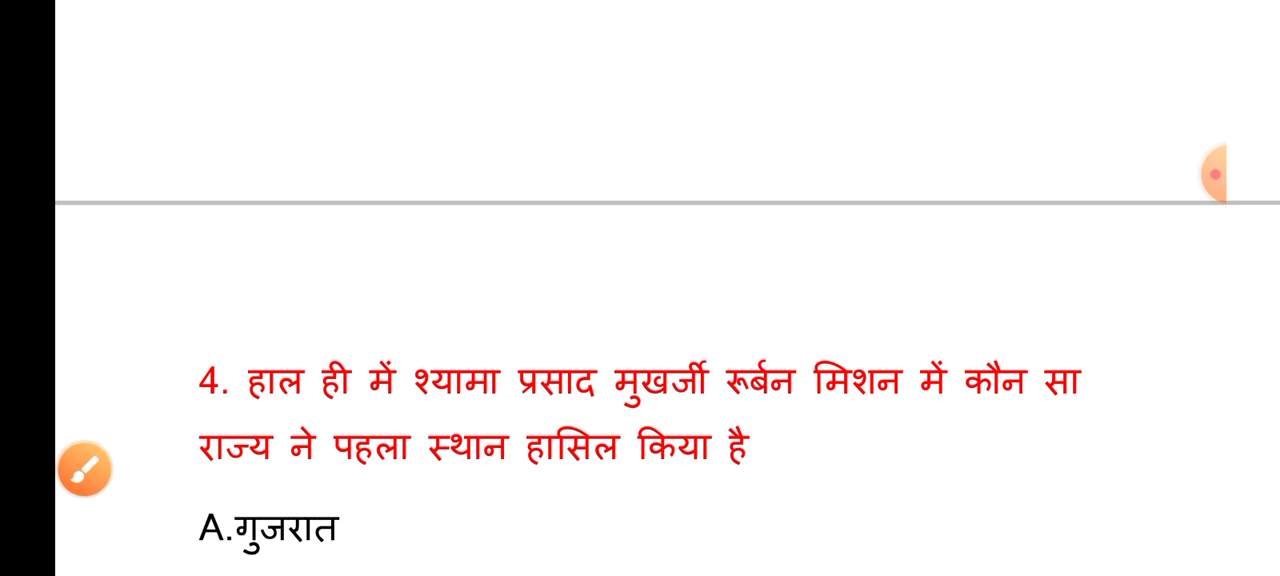 4. हाल ही में श्यामा प्रसाद मुखर्जी रूर्बन मिशन में कौन सा
राज्य ने पहला स्थान हासिल किया है
A.गुजरात